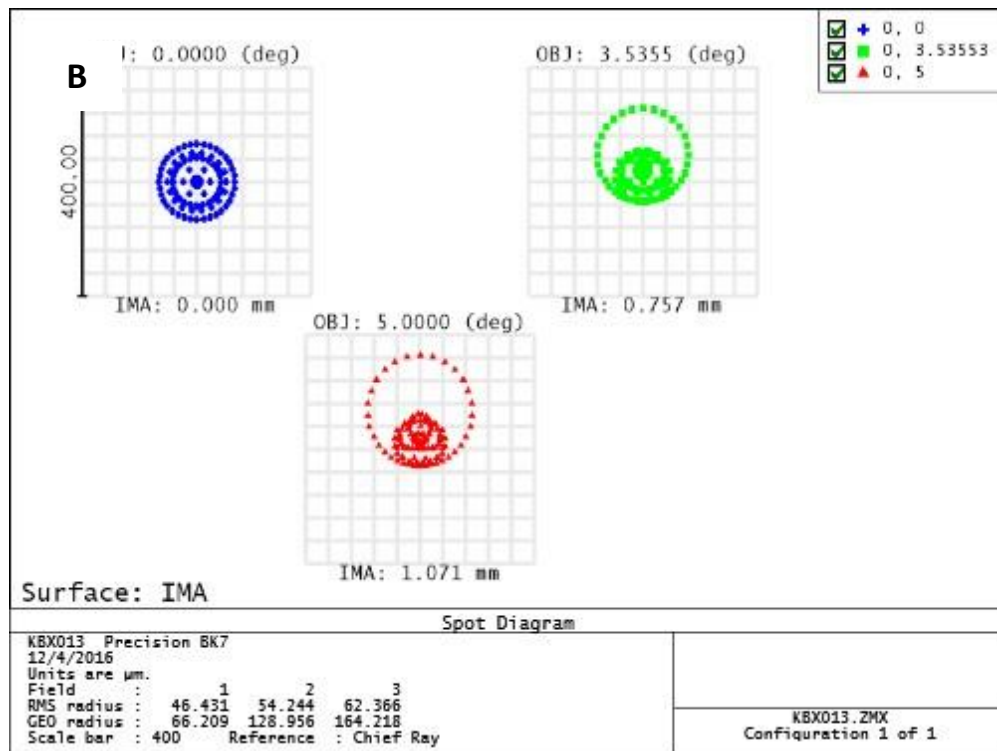 B
: 0.0000 (deg)
OBJ: 3.5355 (deg)
0, 0
0, 3.53553
0, 5
400.00
IMA: 0.000 mm
IMA: 0.757 mm
OBJ: 5.0000 (deg)
IMA: 1.071 mm
Surface: IMA
Spot Diagram
KBX013 Precision BK7
12/4/2016
Units are µm.
Field : 1 2 3
RMS radius : 46.431 54.244 62.366
GEO radius : 66.209 128.956 164.218
Scale bar : 400 Reference : Chief Ray
KBX013.ZMX
Configuration 1 of 1